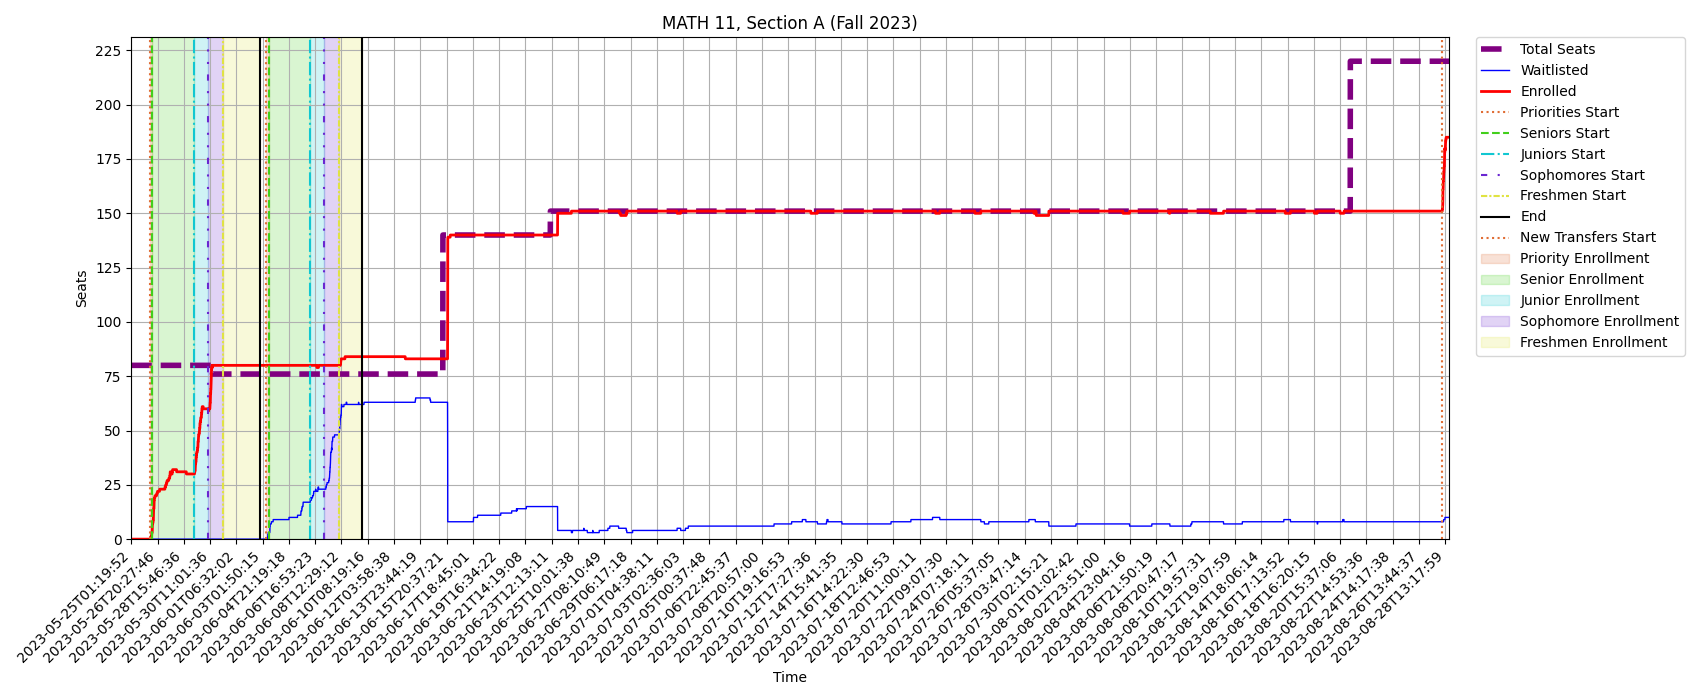 MATH 11, Section A (Fall 2023)
225
200
175
150
125
100
75
50
25
0
Seats
2023-05-25T01:19:52
2023-05-26T20:27:46
2023-05-28T15:46:36
2023-05-30T11:01:36
2023-06-01T06:32:02
2023-06-03T01:50:15
2023-06-04T21:19:18
2023-06-06T16:53:23
2023-06-08T12:29:12
2023-06-10T08:19:16
2023-06-12T03:58:38
2023-06-13T23:44:19
2023-06-15T20:37:21
2023-06-17T18:45:01
2023-06-19T16:34:22
2023-06-21T14:19:08
2023-06-23T12:13:11
2023-06-25T10:01:38
2023-06-27T08:10:49
2023-06-29T06:17:18
2023-07-01T04:38:11
2023-07-03T02:36:03
2023-07-05T00:37:48
2023-07-06T22:45:37
2023-07-08T20:57:00
2023-07-10T19:16:53
2023-07-12T17:27:36
2023-07-14T15:41:35
2023-07-16T14:22:30
2023-07-18T12:46:53
2023-07-20T11:00:11
2023-07-22T09:07:30
2023-07-24T07:18:11
2023-07-26T05:37:05
2023-07-28T03:47:14
2023-07-30T02:15:21
2023-08-01T01:02:42
2023-08-02T23:51:00
2023-08-04T23:04:16
2023-08-06T21:50:19
2023-08-08T20:47:17
2023-08-10T19:57:31
2023-08-12T19:07:59
2023-08-14T18:06:14
2023-08-16T17:13:52
2023-08-18T16:20:15
2023-08-20T15:37:06
2023-08-22T14:53:36
2023-08-24T14:17:38
2023-08-26T13:44:37
2023-08-28T13:17:59
Time
Total Seats
Waitlisted
Enrolled
Priorities Start
Seniors Start
Juniors Start
Sophomores Start
Freshmen Start
End
New Transfers Start
Priority Enrollment
Senior Enrollment
Junior Enrollment
Sophomore Enrollment
Freshmen Enrollment